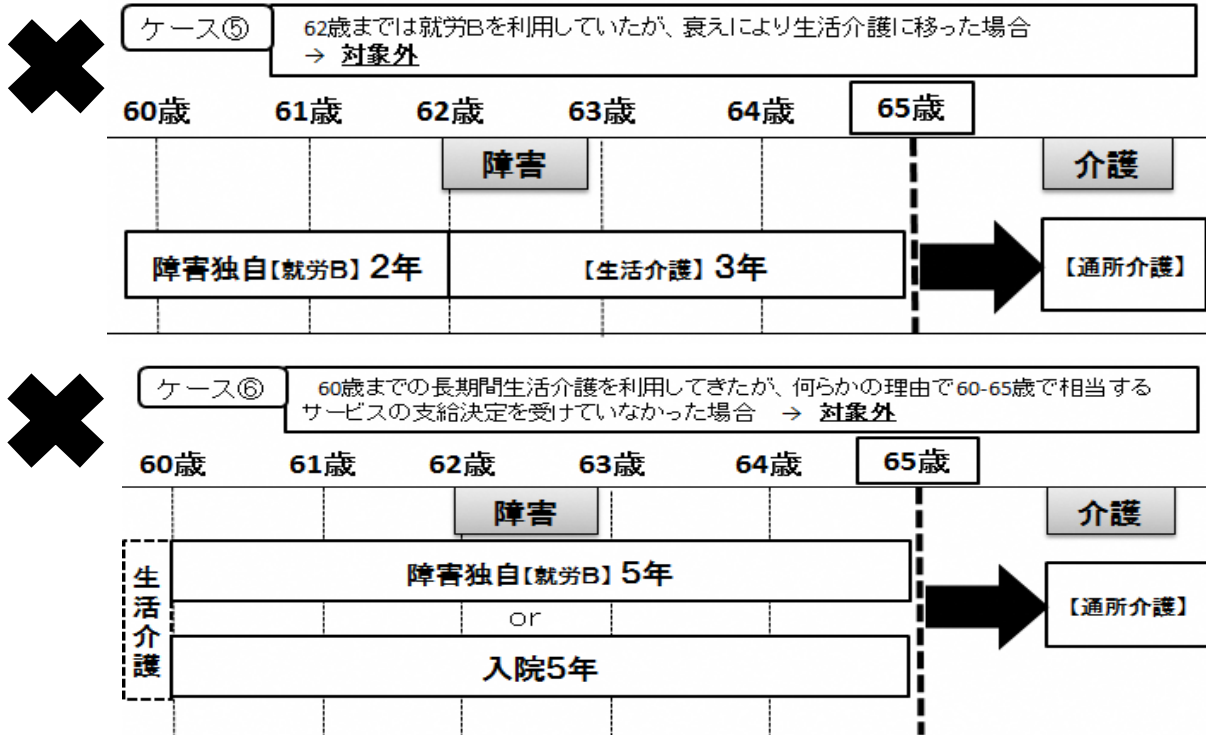 ケース⑤
62歳までは就労Bを利用していたが、衰えにより生活介護に移った場合
→ 対象外
60歳 61歳 62歳 63歳 64歳 65歳
障害 介護
障害独自【就労B】2年 【生活介護】3年 【通所介護】
ケース⑥
60歳までの長期間生活介護を利用してきたが、何らかの理由で60-65歳で相当する
サービスの支給決定を受けていなかった場合 → 対象外
60歳 61歳 62歳 63歳 64歳 65歳
障害 介護
生活介護
障害独自【就労B】5年
or
入院5年
【通所介護】